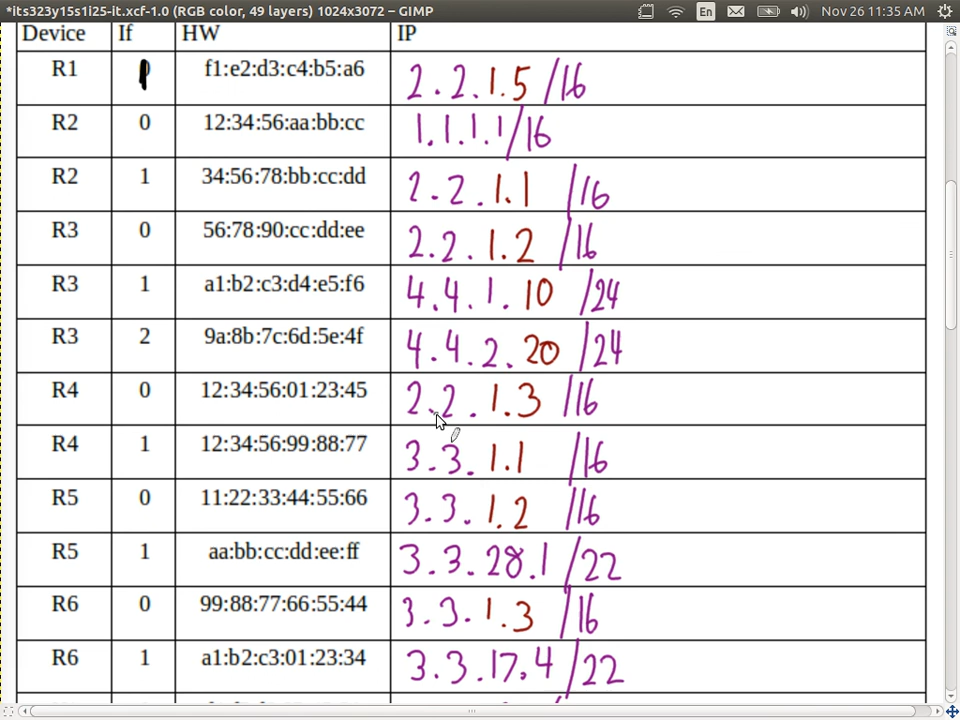 *its323y15s1i25-it.xcf-1.0 (RGB color, 49 layers) 1024x3072 – GIMP En Nov 26 11:35 AM
Device If HW IP
R1 f1:e2:d3:c4:b5:a6 2.2.1.5 /16
R2 0 12:34:56:aa:bb:cc 1.1.1.1/16
R2 1 34:56:78:bb:cc:dd 2.2.1.1 /16
R3 0 56:78:90:cc:dd:ee 2.2.1.2 /16
R3 1 a1:b2:c3:d4:e5:f6 4.4.1.10 /24
R3 2 9a:8b:7c:6d:5e:4f 4.4.2.20 /24
R4 0 12:34:56:01:23:45 2.2.1.3 /16
R4 1 12:34:56:99:88:77 3.3.1.1 /16
R5 0 11:22:33:44:55:66 3.3.1.2 /16
R5 1 aa:bb:cc:dd:ee:ff 3.3.28.1 /22
R6 0 99:88:77:66:55:44 3.3.1.3 /16
R6 1 a1:b2:c3:01:23:34 3.3.17.4 /22